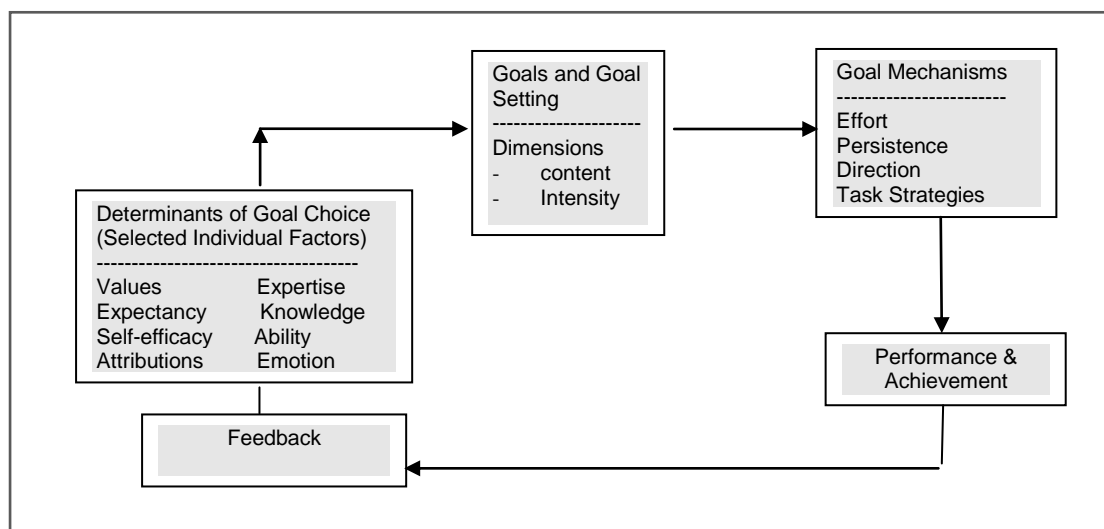 Goals and Goal
Setting
---------------------
Dimensions
- content
- Intensity
Goal Mechanisms
------------------------
Effort
Persistence
Direction
Task Strategies
Determinants of Goal Choice
(Selected Individual Factors)
-------------------------------------
Values Expertise
Expectancy Knowledge
Self-efficacy Ability
Attributions Emotion
Performance &
Achievement
Feedback